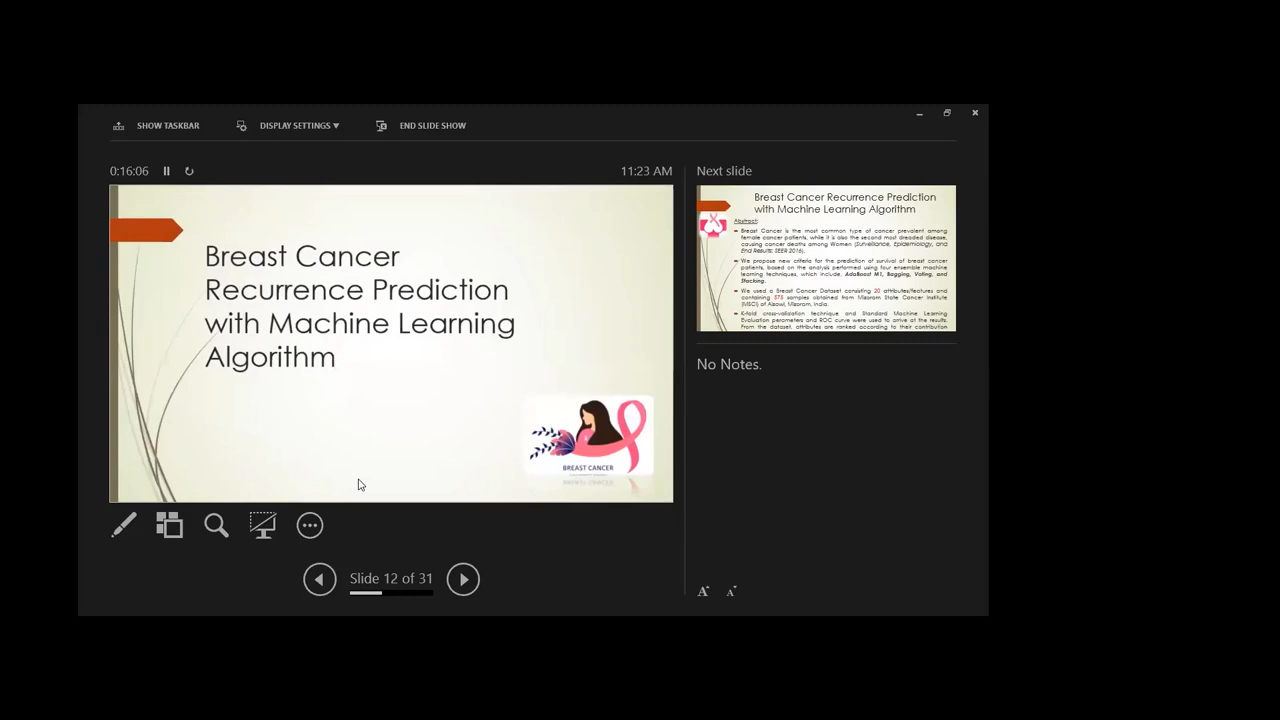 SHOW TASKBAR
DISPLAY SETTINGS ▼
END SLIDE SHOW
0:16:06
11:23 AM
Breast Cancer
Recurrence Prediction
with Machine Learning
Algorithm
BREAST CANCER
Slide 12 of 31
Next slide
Breast Cancer Recurrence Prediction
with Machine Learning Algorithm
Abstract:
Breast Cancer is the most common type of cancer prevalent among
female cancer patients, while it is also the second most dreaded disease,
causing cancer deaths among Women (Surveillance, Epidemiology, and
End Results: SEER 2016).
We propose new criteria for the prediction of survival of breast cancer
patients, based on the analysis performed using four ensemble machine
learning techniques, which include, AdaBoost M1, Bagging, Voting, and
Stacking.
We used a Breast Cancer Dataset consisting 20 attributes/features and
containing 575 samples obtained from Mizoram State Cancer Institute
(MSCI) of Aizawl, Mizoram, India.
K-fold cross-validation technique and Standard Machine Learning
Evaluation parameters and ROC curve were used to arrive at the results.
From the dataset, attributes are ranked according to their contribution
No Notes.
A A